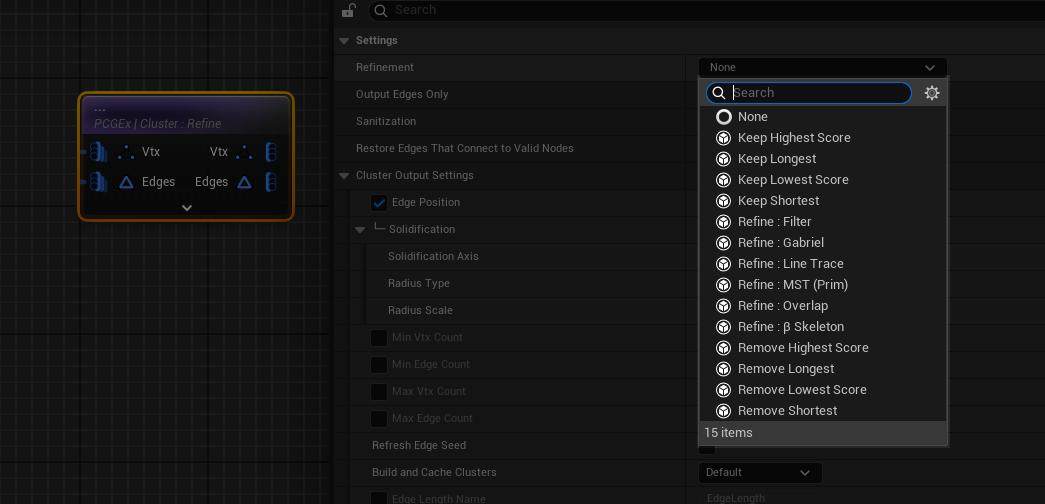 Search
Settings
Refinement
None
Output Edges Only
Sanitization
Restore Edges That Connect to Valid Nodes
Cluster Output Settings
Edge Position
Solidification
Solidification Axis
Radius Type
Radius Scale
Min Vtx Count
Min Edge Count
Max Vtx Count
Max Edge Count
Refresh Edge Seed
Build and Cache Clusters
Default
Edge Length Name
EdgeLength
...
PCGEx | Cluster : Refine
Vtx Vtx
Edges Edges
Search
None
Keep Highest Score
Keep Longest
Keep Lowest Score
Keep Shortest
Refine : Filter
Refine : Gabriel
Refine : Line Trace
Refine : MST (Prim)
Refine : Overlap
Refine : β Skeleton
Remove Highest Score
Remove Longest
Remove Lowest Score
Remove Shortest
15 items